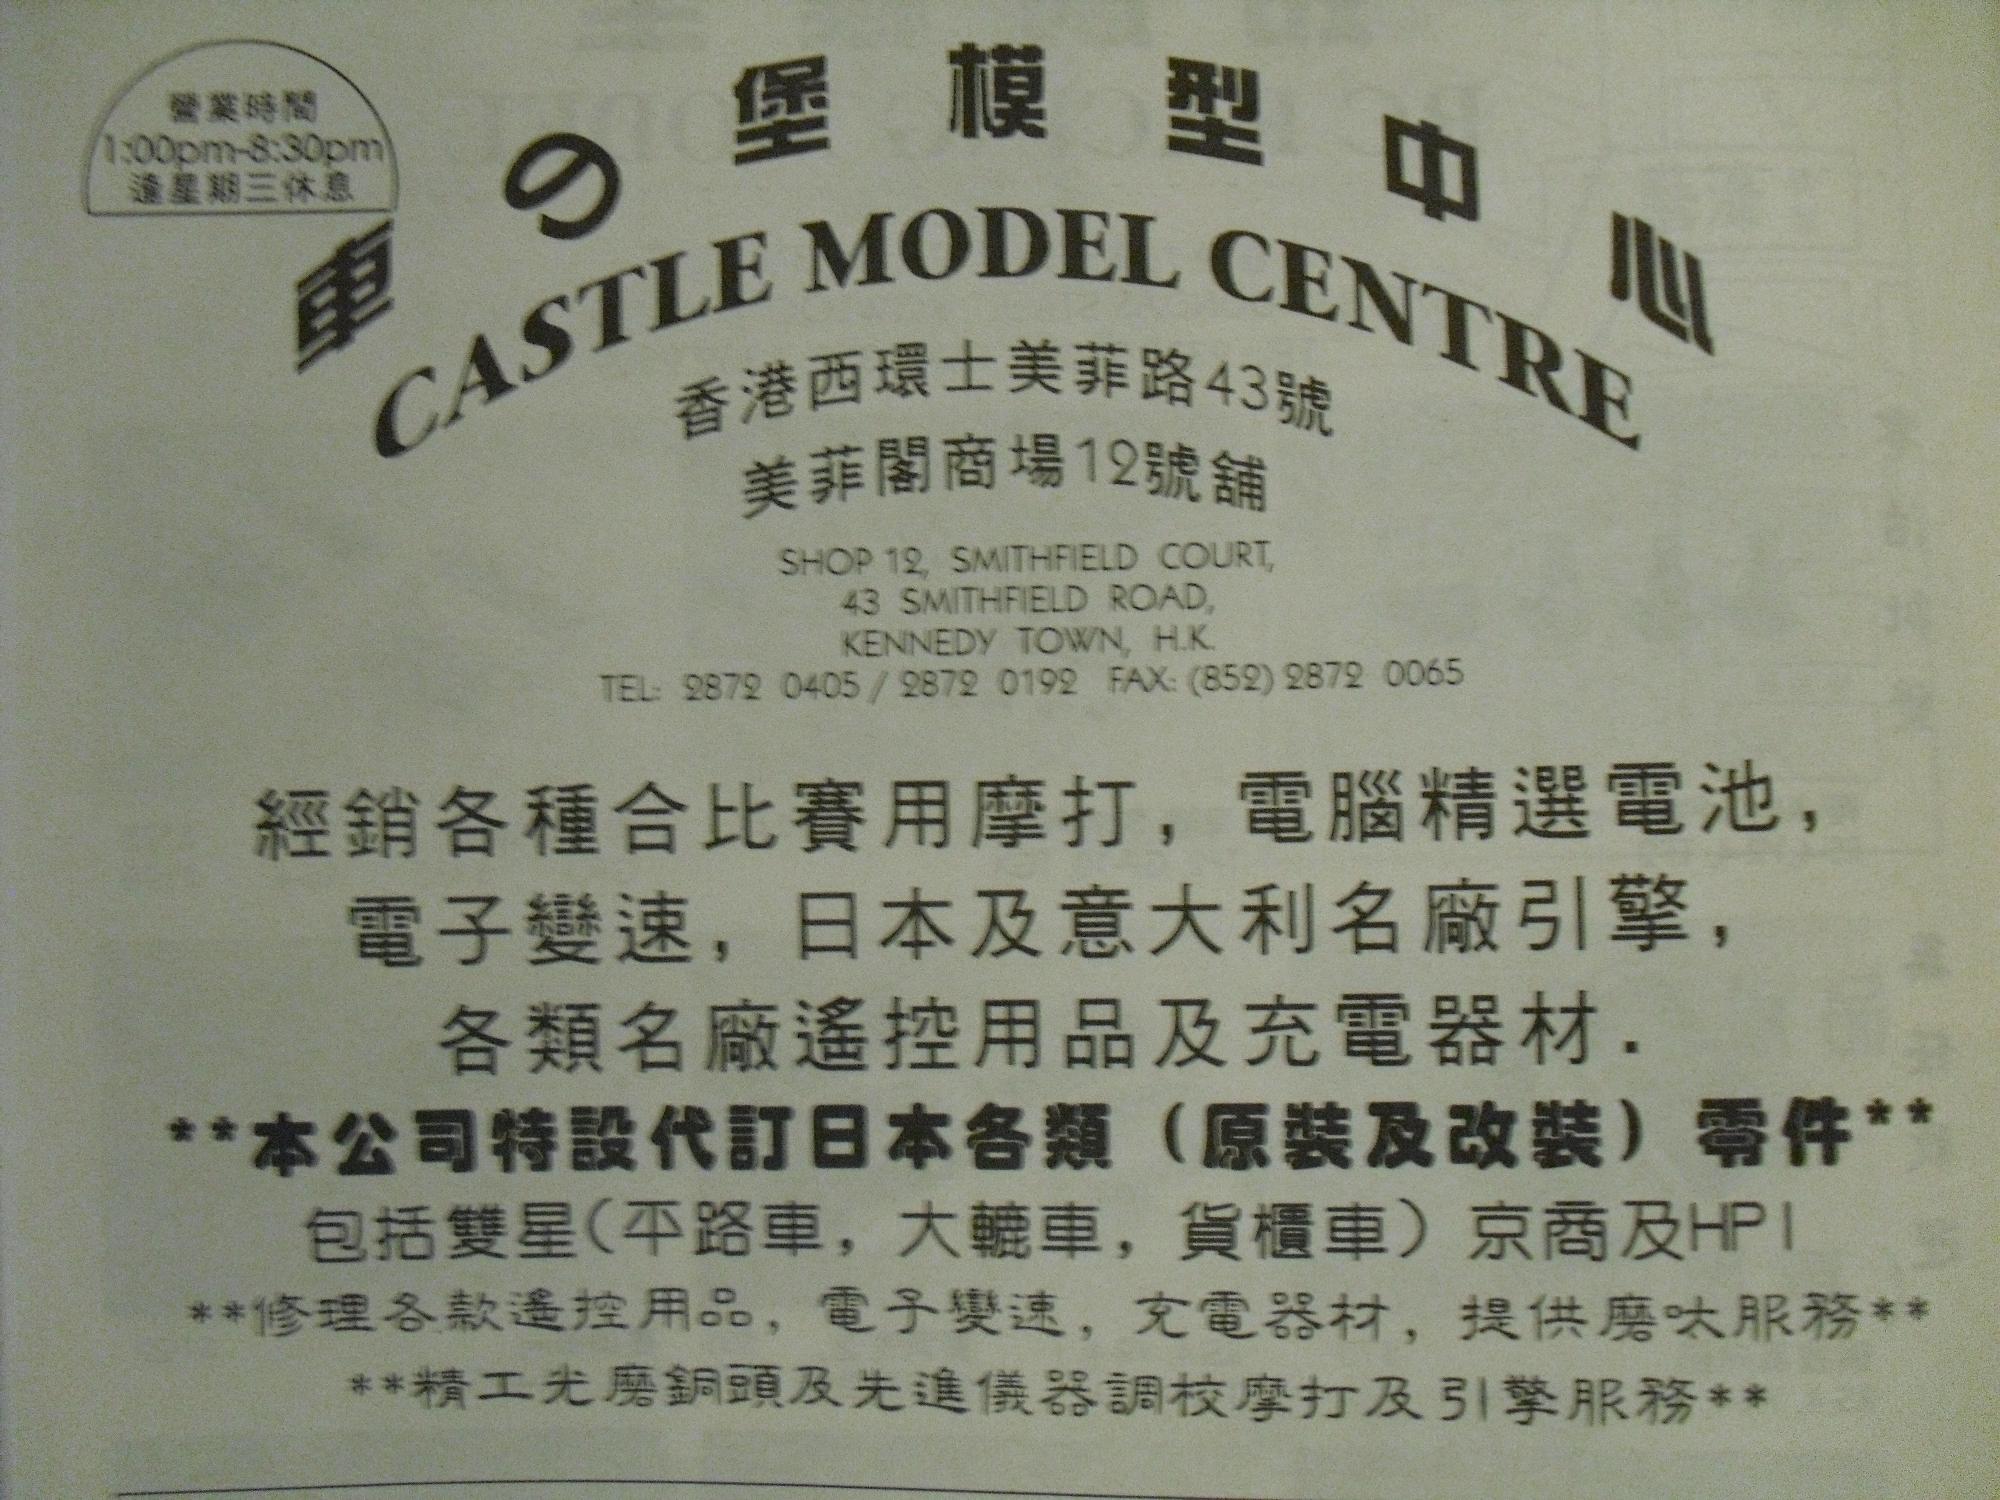 營業時間
1:00pm-8:30pm
逢星期三休息
車の堡模型中心
CASTLE MODEL CENTRE
香港西環士美菲路43號
美菲閣商場12號舖
SHOP 12, SMITHFIELD COURT,
43 SMITHFIELD ROAD,
KENNEDY TOWN, H.K.
TEL: 2872 0405 / 2872 0192 FAX: (852) 2872 0065
經銷各種合比賽用摩打，電腦精選電池，
電子變速，日本及意大利名廠引擎，
各類名廠遙控用品及充電器材．
**本公司特設代訂日本各類（原裝及改裝）零件**
包括雙星(平路車，大轆車，貨櫃車）京商及HPI
**修理各款遙控用品，電子變速，充電器材，提供磨呔服務**
**精工光磨銅頭及先進儀器調校摩打及引擎服務**